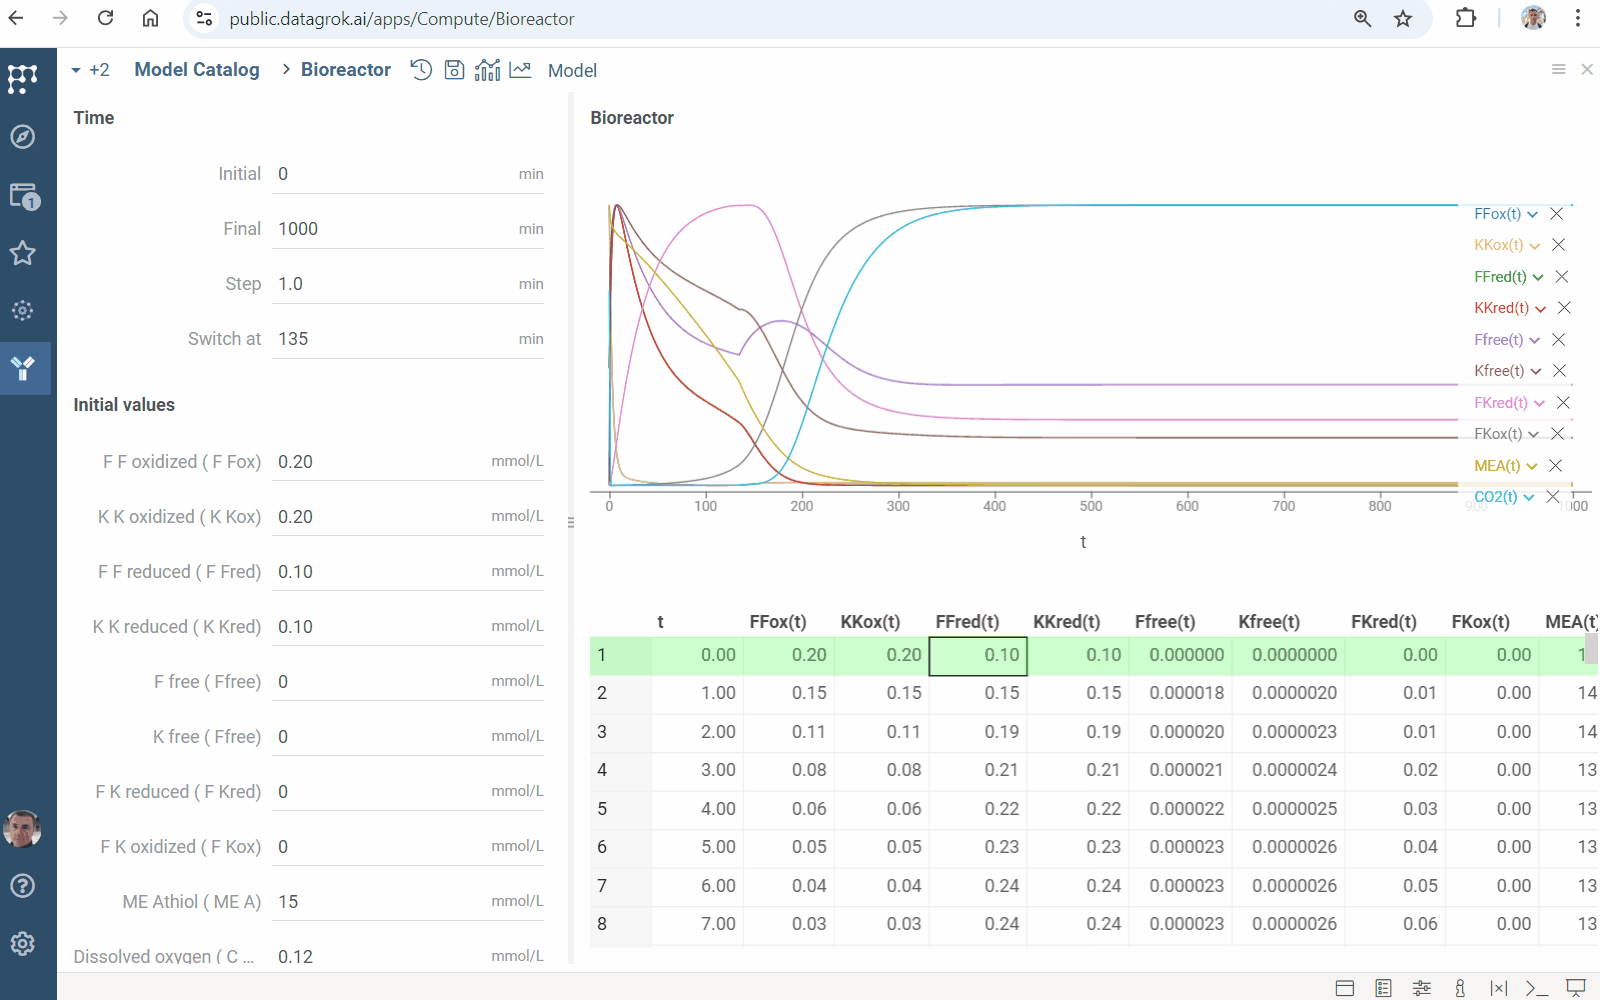 public.datagrok.ai/apps/Compute/Bioreactor
+2 Model Catalog > Bioreactor Model
1
Time
Initial 0 min
Final 1000 min
Step 1.0 min
Switch at 135 min
Initial values
F F oxidized ( F Fox) 0.20 mmol/L
K K oxidized ( K Kox) 0.20 mmol/L
F F reduced ( F Fred) 0.10 mmol/L
K K reduced ( K Kred) 0.10 mmol/L
F free ( Ffree) 0 mmol/L
K free ( Ffree) 0 mmol/L
F K reduced ( F Kred) 0 mmol/L
F K oxidized ( F Kox) 0 mmol/L
ME Athiol ( ME A) 15 mmol/L
Dissolved oxygen ( C ... 0.12 mmol/L
Bioreactor
FFox(t)
KKox(t)
FFred(t)
KKred(t)
Ffree(t)
Kfree(t)
FKred(t)
FKox(t)
MEA(t)
CO2(t)
0 100 200 300 400 500 600 700 800 900 1000
t
t FFox(t) KKox(t) FFred(t) KKred(t) Ffree(t) Kfree(t) FKred(t) FKox(t) MEA(t)
1 0.00 0.20 0.20 0.10 0.10 0.000000 0.0000000 0.00 0.00 1
2 1.00 0.15 0.15 0.15 0.15 0.000018 0.0000020 0.01 0.00 14
3 2.00 0.11 0.11 0.19 0.19 0.000020 0.0000023 0.01 0.00 14
4 3.00 0.08 0.08 0.21 0.21 0.000021 0.0000024 0.02 0.00 13
5 4.00 0.06 0.06 0.22 0.22 0.000022 0.0000025 0.03 0.00 13
6 5.00 0.05 0.05 0.23 0.23 0.000023 0.0000026 0.04 0.00 13
7 6.00 0.04 0.04 0.24 0.24 0.000023 0.0000026 0.05 0.00 13
8 7.00 0.03 0.03 0.24 0.24 0.000023 0.0000026 0.06 0.00 13